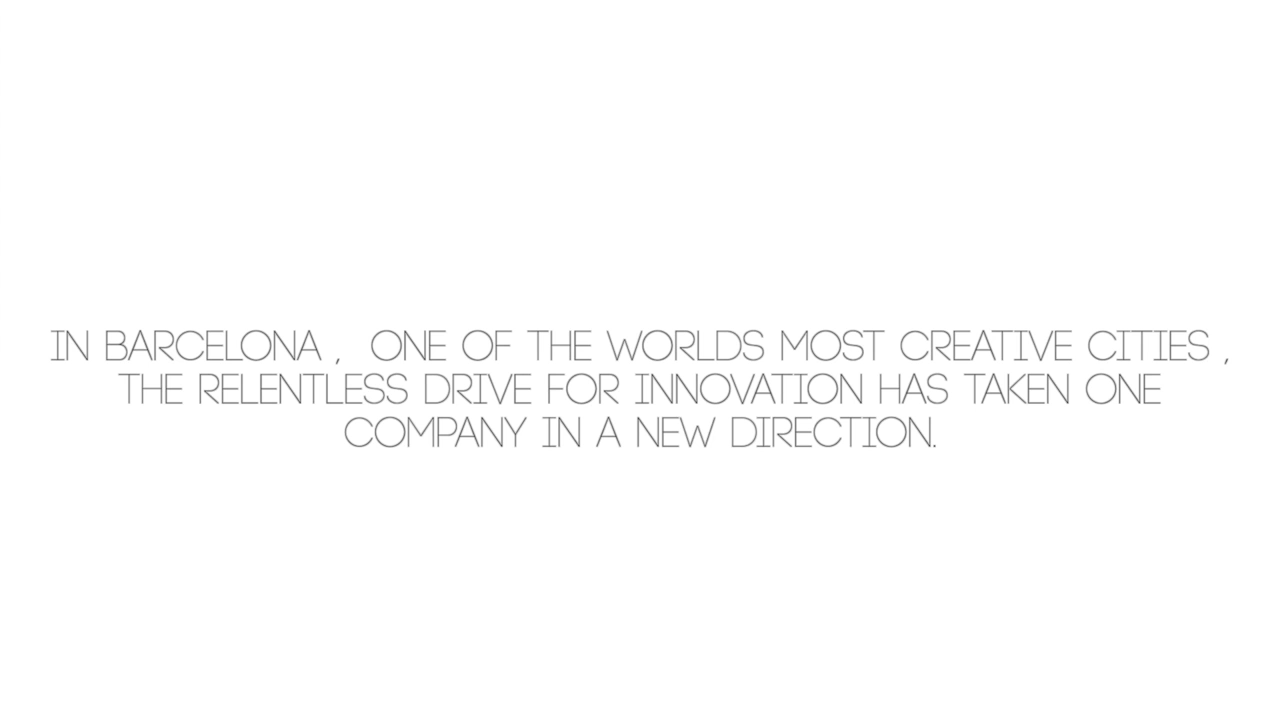 IN BARCELONA ,  ONE OF THE WORLDS MOST CREATIVE CITIES ,
THE RELENTLESS DRIVE FOR INNOVATION HAS TAKEN ONE
COMPANY IN A NEW DIRECTION.